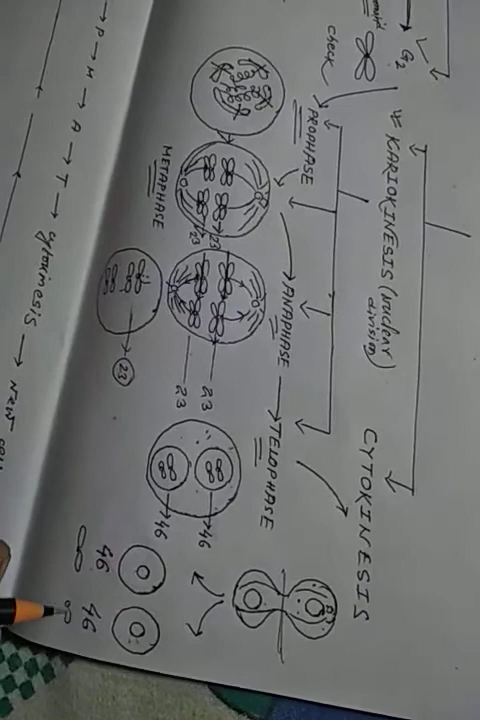 G2
check
KARIOKINESIS (nuclear
division)
CYTOKINESIS
PROPHASE
METAPHASE
ANAPHASE
TELOPHASE
23
23
23
23
23
46
46
46
46
P → M → A → T → cytokinesis → New